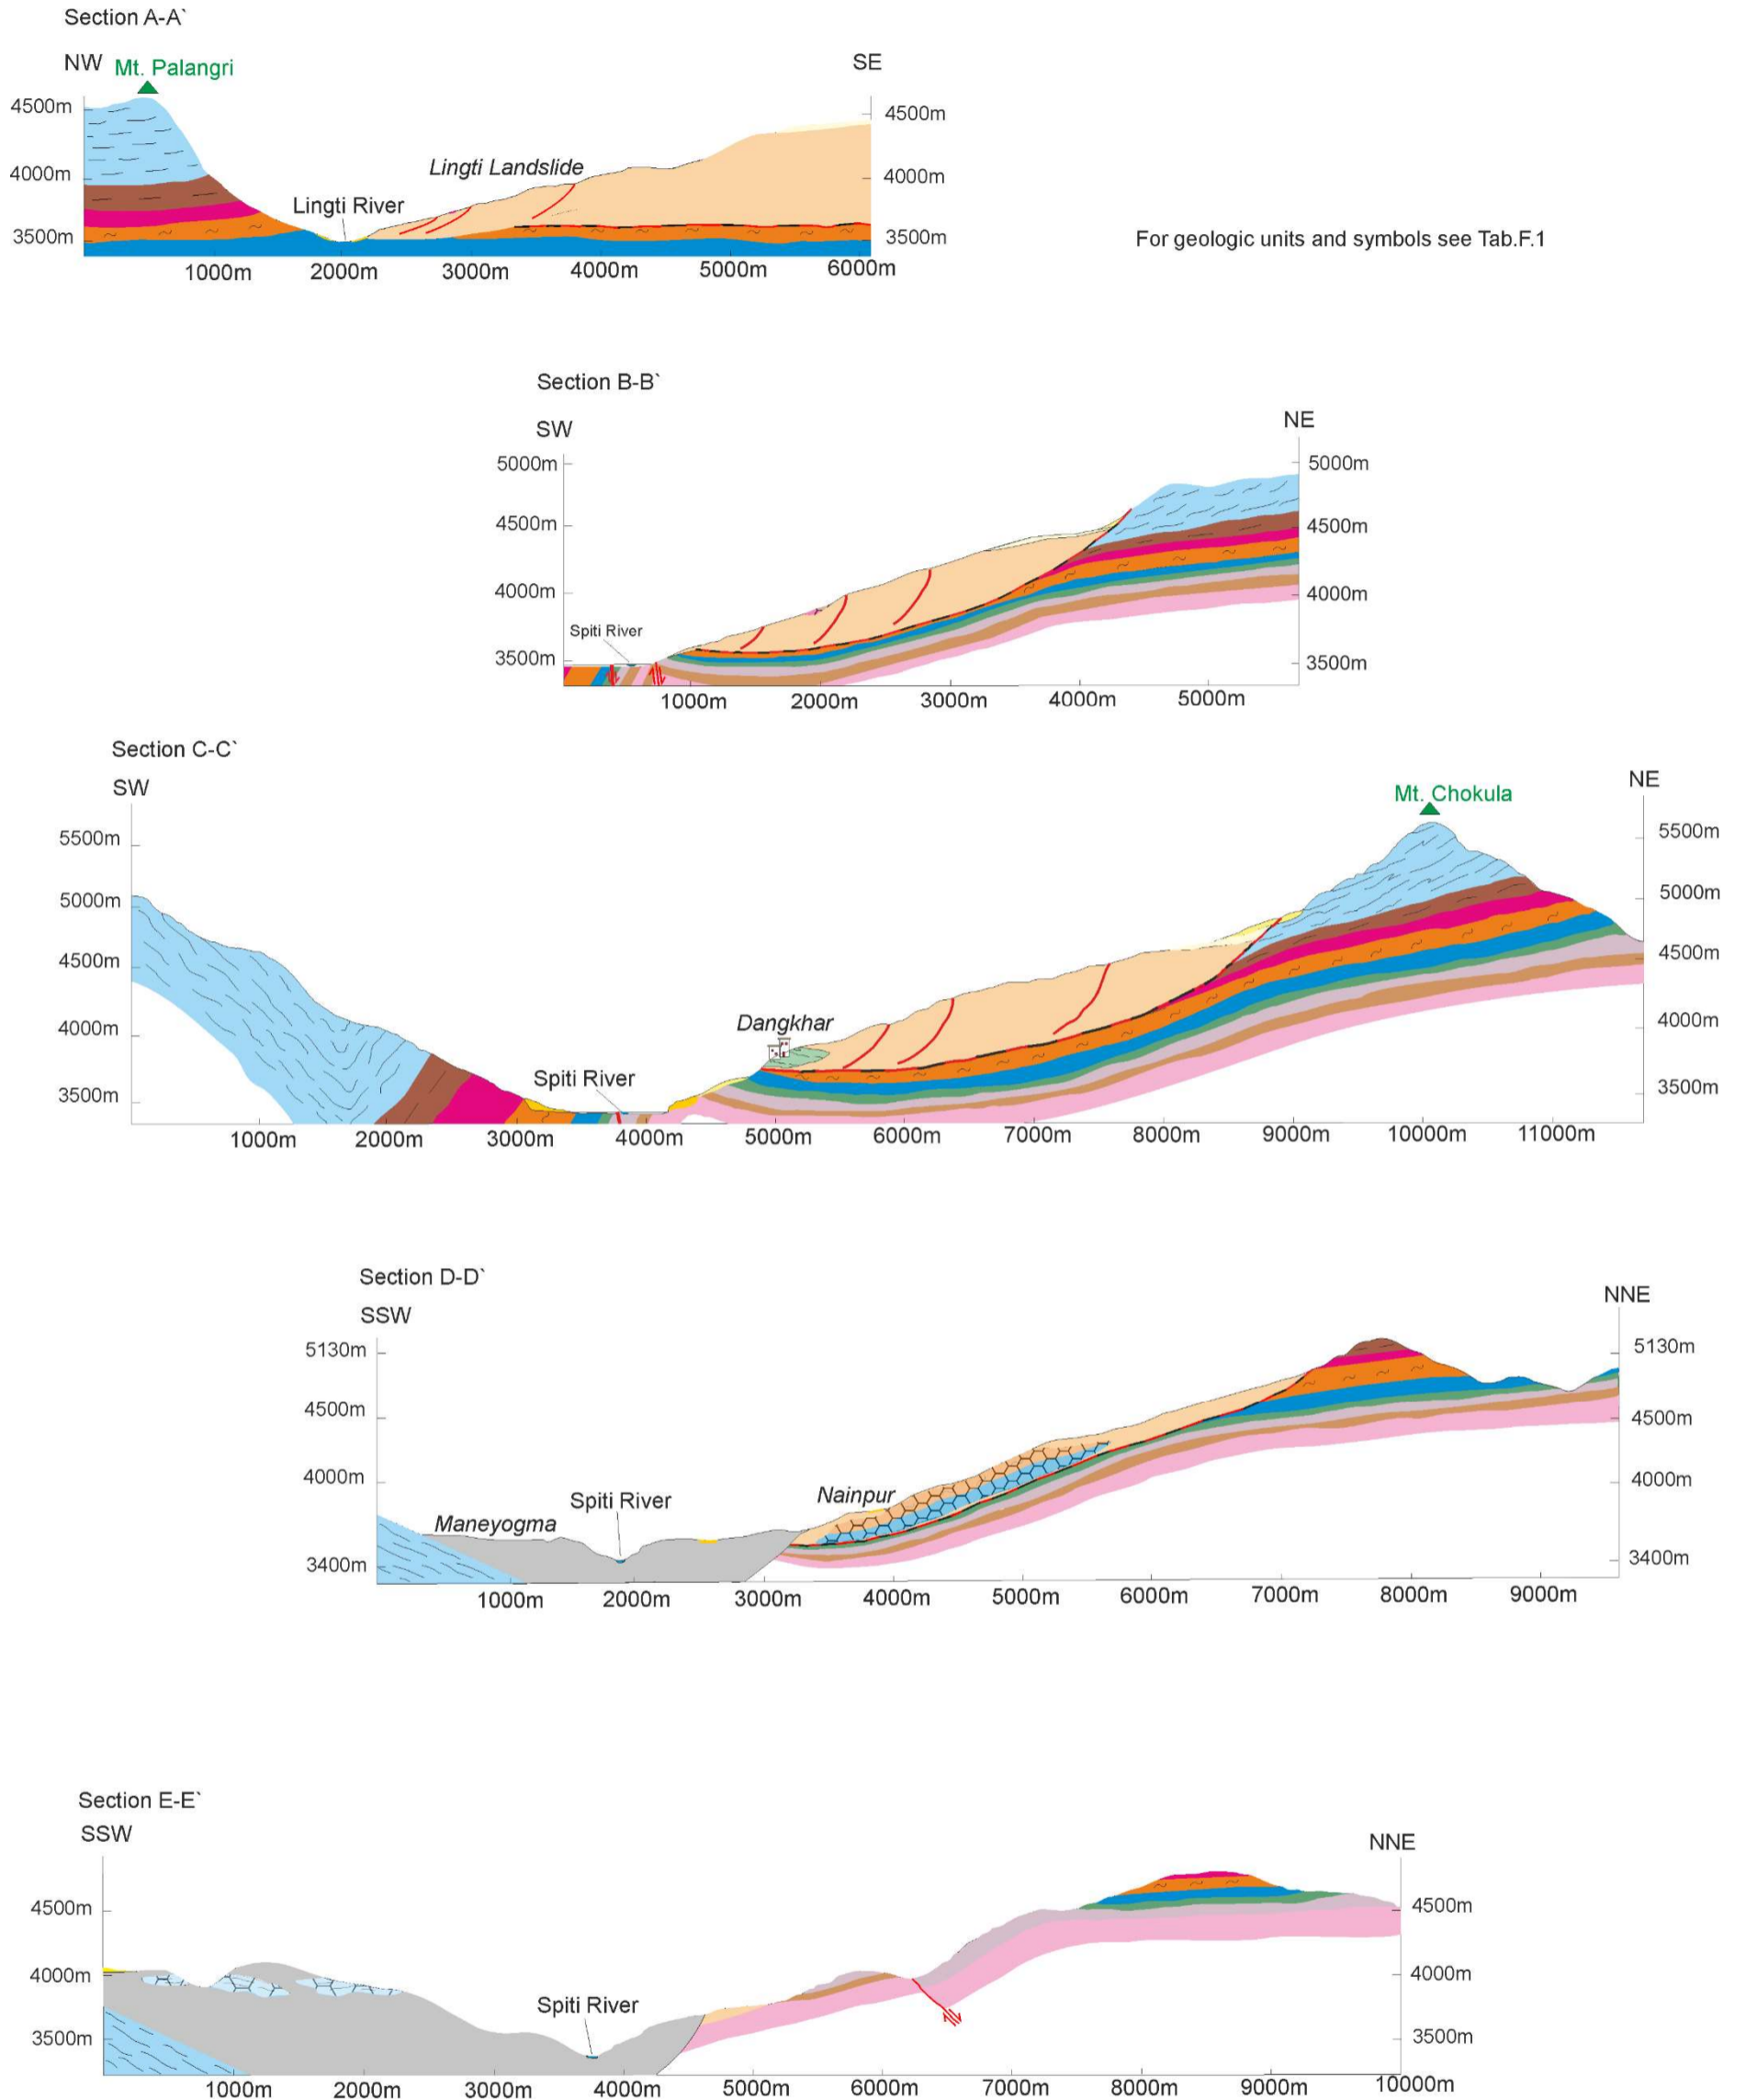 Section A-A`
NW
Mt. Palangri
SE
4500m
4500m
Lingti Landslide
4000m
4000m
Lingti River
3500m
3500m
1000m
2000m
3000m
4000m
5000m
6000m
For geologic units and symbols see Tab.F.1
Section B-B`
SW
NE
5000m
5000m
4500m
4500m
4000m
4000m
Spiti River
3500m
3500m
1000m
2000m
3000m
4000m
5000m
Section C-C`
SW
NE
Mt. Chokula
5500m
5500m
5000m
5000m
4500m
4500m
4000m
4000m
Dangkhar
Spiti River
3500m
3500m
1000m
2000m
3000m
4000m
5000m
6000m
7000m
8000m
9000m
10000m
11000m
Section D-D`
SSW
NNE
5130m
5130m
4500m
4500m
4000m
4000m
Nainpur
Spiti River
Maneyogma
3400m
3400m
1000m
2000m
3000m
4000m
5000m
6000m
7000m
8000m
9000m
Section E-E`
SSW
NNE
4500m
4500m
4000m
4000m
Spiti River
3500m
3500m
1000m
2000m
3000m
4000m
5000m
6000m
7000m
8000m
9000m
10000m